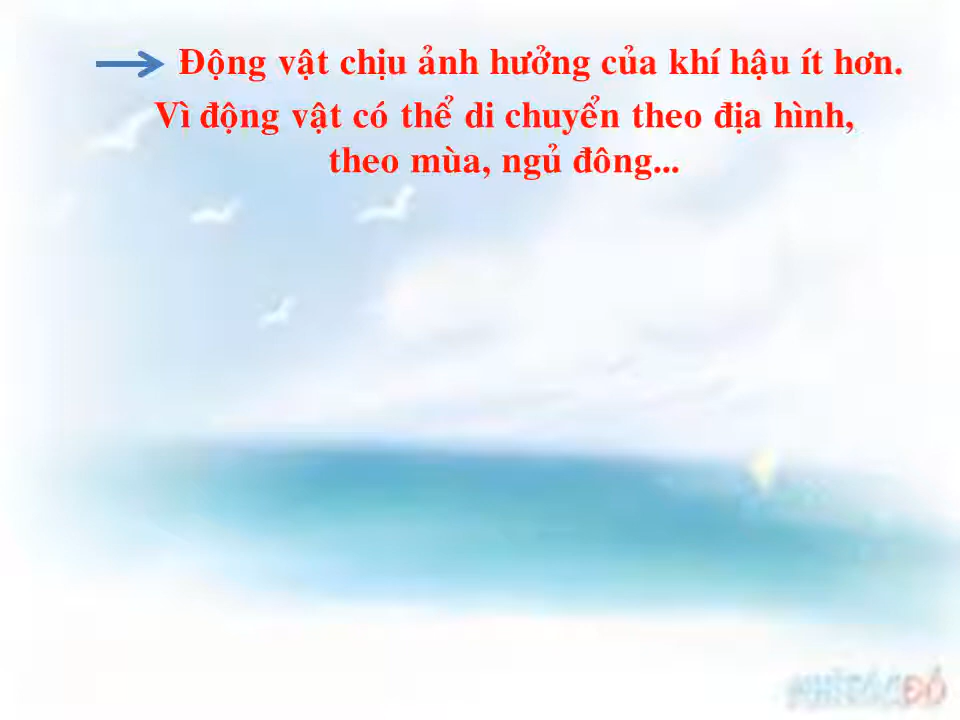 Động vật chịu ảnh hưởng của khí hậu ít hơn.
Vì động vật có thể di chuyển theo địa hình,
theo mùa, ngủ đông...